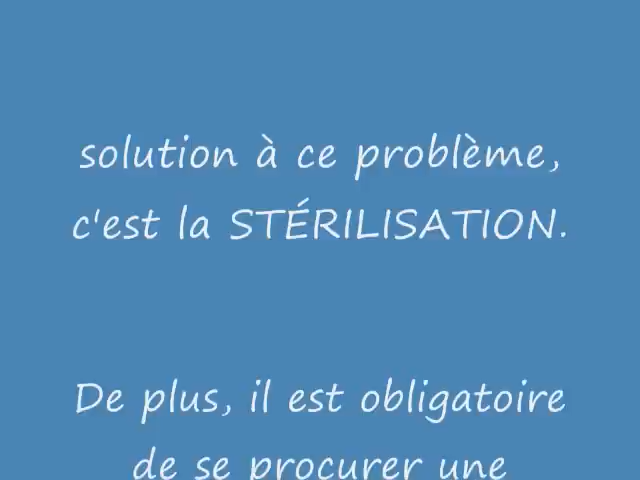 solution à ce problème,
c'est la STÉRILISATION.
De plus, il est obligatoire
de se procurer une